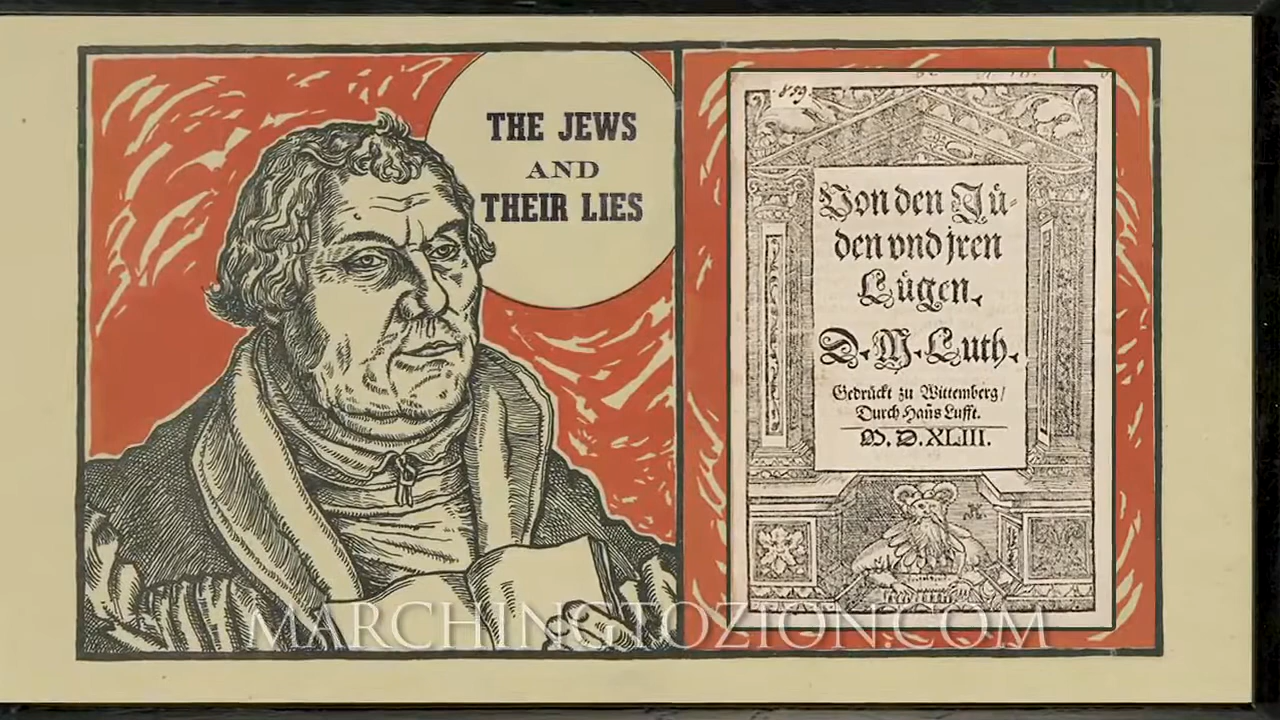 THE JEWS
AND
THEIR LIES
859
Von den Jü-
den vnd jren
Lügen.
D. M. Luth.
Gedrückt zu Wittemberg/
Durch Hans Lufft.
M. D. XLIII.
MARCHINGTOZION.COM